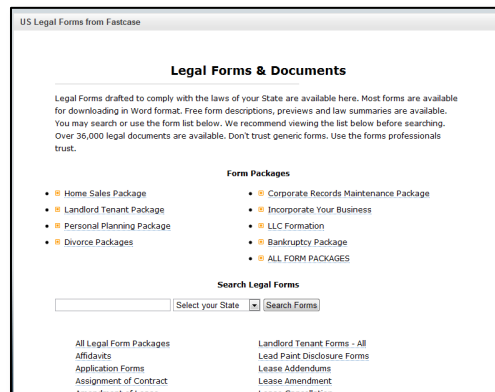 US Legal Forms from Fastcase
Legal Forms & Documents
Legal Forms drafted to comply with the laws of your State are available here. Most forms are available
for downloading in Word format. Free form descriptions, previews and law summaries are available.
You may search or use the form list below. We recommend viewing the list below before searching.
Over 36,000 legal documents are available. Don't trust generic forms. Use the forms professionals
trust.
Form Packages
Home Sales Package
Landlord Tenant Package
Personal Planning Package
Divorce Packages
Corporate Records Maintenance Package
Incorporate Your Business
LLC Formation
Bankruptcy Package
ALL FORM PACKAGES
Search Legal Forms
Select your State Search Forms
All Legal Form Packages
Affidavits
Application Forms
Assignment of Contract
Landlord Tenant Forms - All
Lead Paint Disclosure Forms
Lease Addendums
Lease Amendment